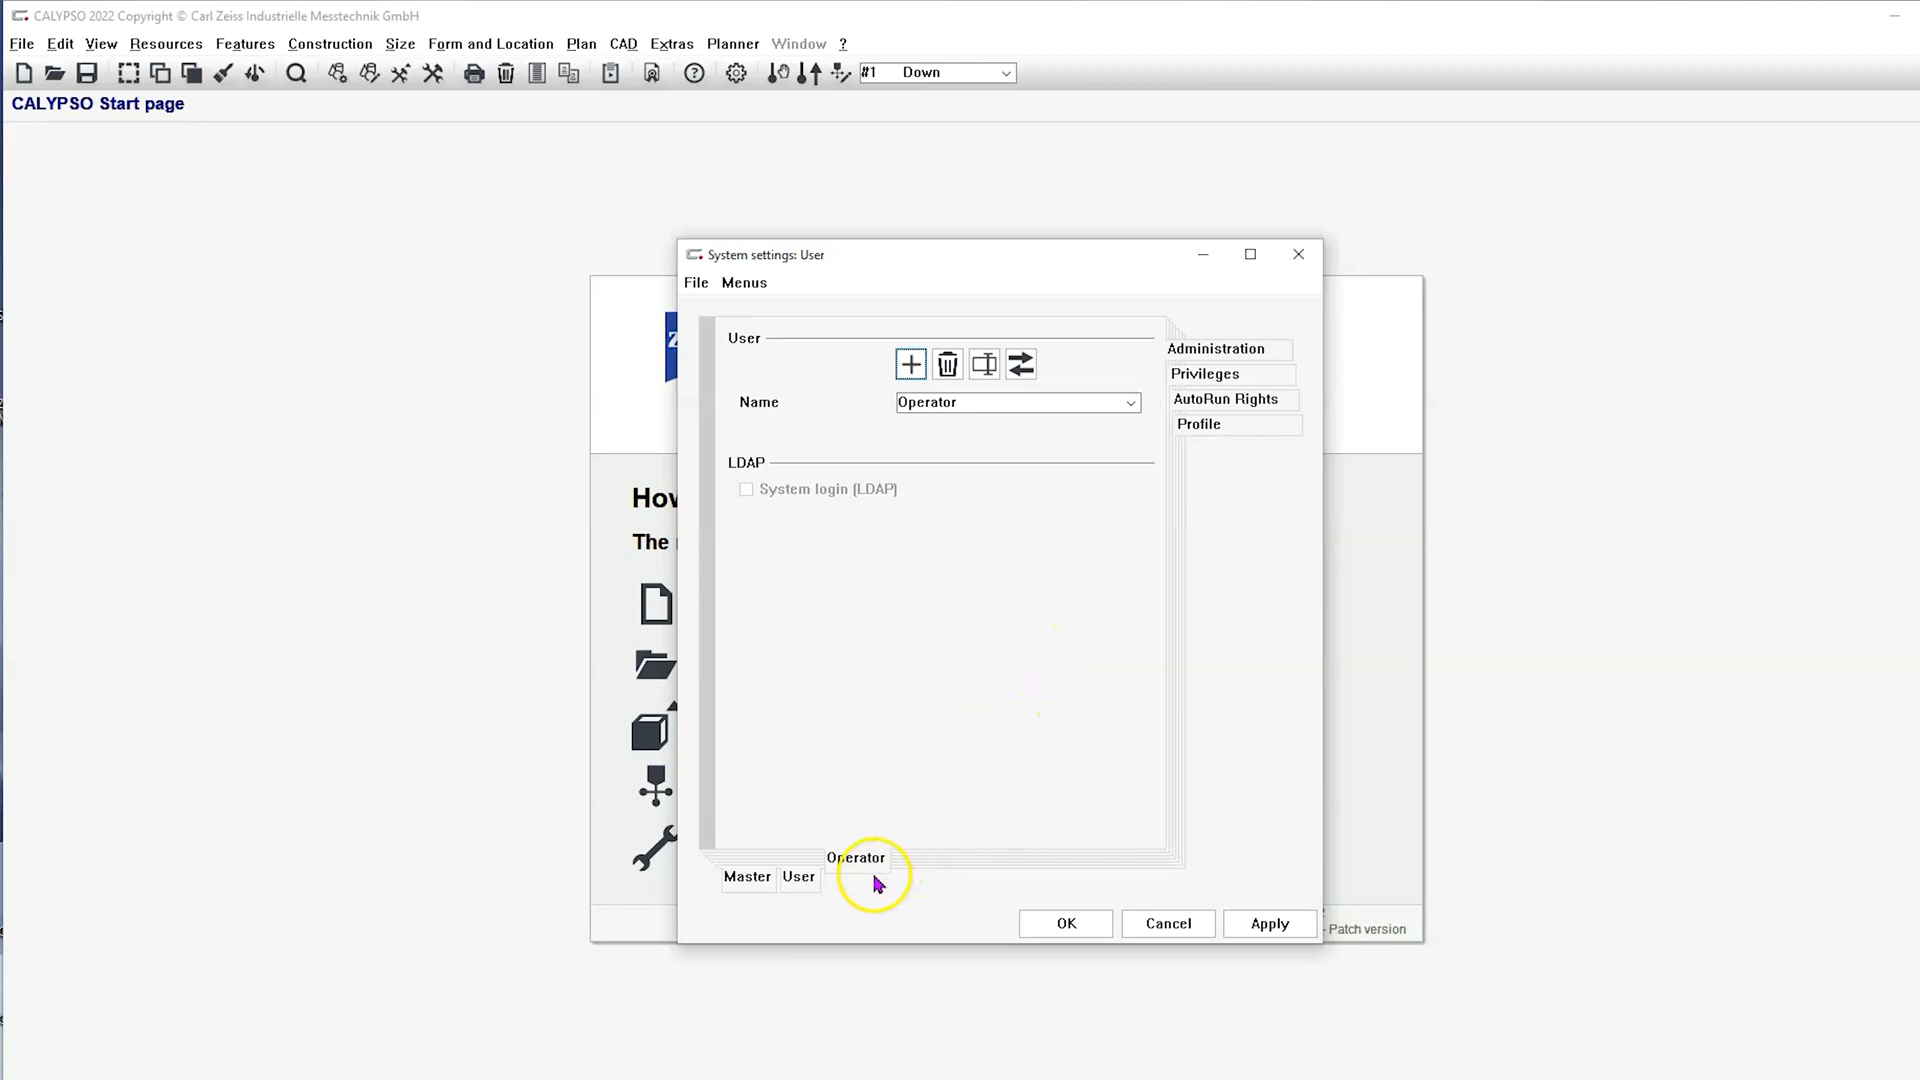 CALYPSO 2022 Copyright © Carl Zeiss Industrielle Messtechnik GmbH
File Edit View Resources Features Construction Size Form and Location Plan CAD Extras Planner Window ?
#1 Down
CALYPSO Start page
System settings: User
File Menus
User
Administration
Privileges
Name Operator
AutoRun Rights
Profile
LDAP
System login (LDAP)
How
The
Operator
Master User
OK Cancel Apply
- Patch version